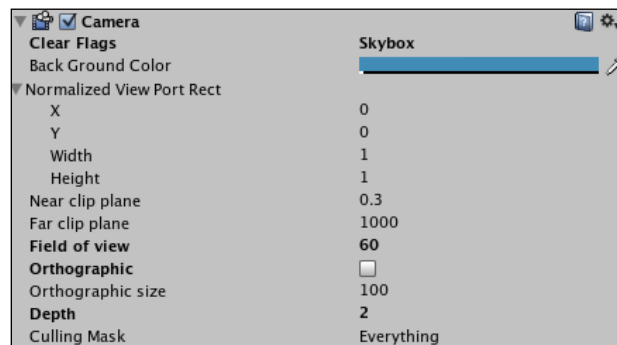 Camera
Clear Flags Skybox
Back Ground Color
Normalized View Port Rect
X 0
Y 0
Width 1
Height 1
Near clip plane 0.3
Far clip plane 1000
Field of view 60
Orthographic
Orthographic size 100
Depth 2
Culling Mask Everything